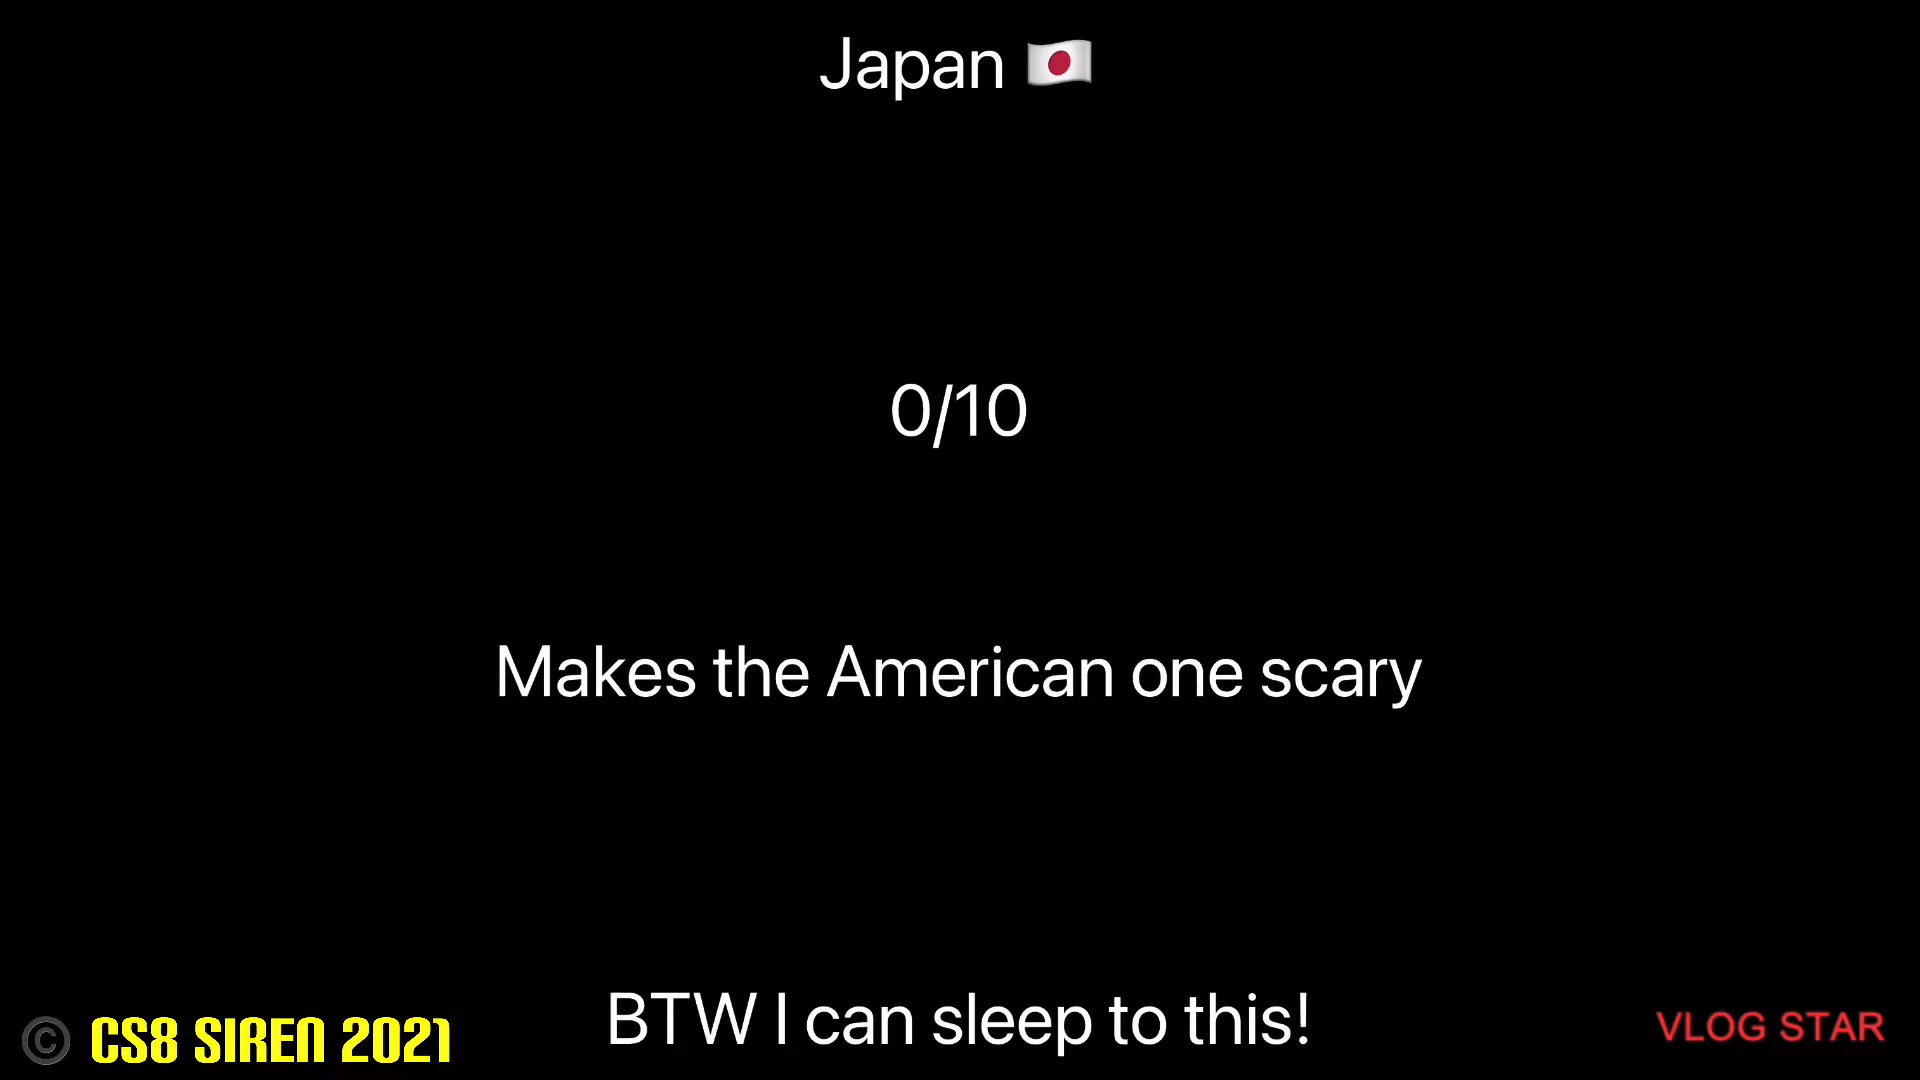 Japan 🇯🇵
0/10
Makes the American one scary
BTW I can sleep to this!
© CS8 SIREN 2021
VLOG STAR